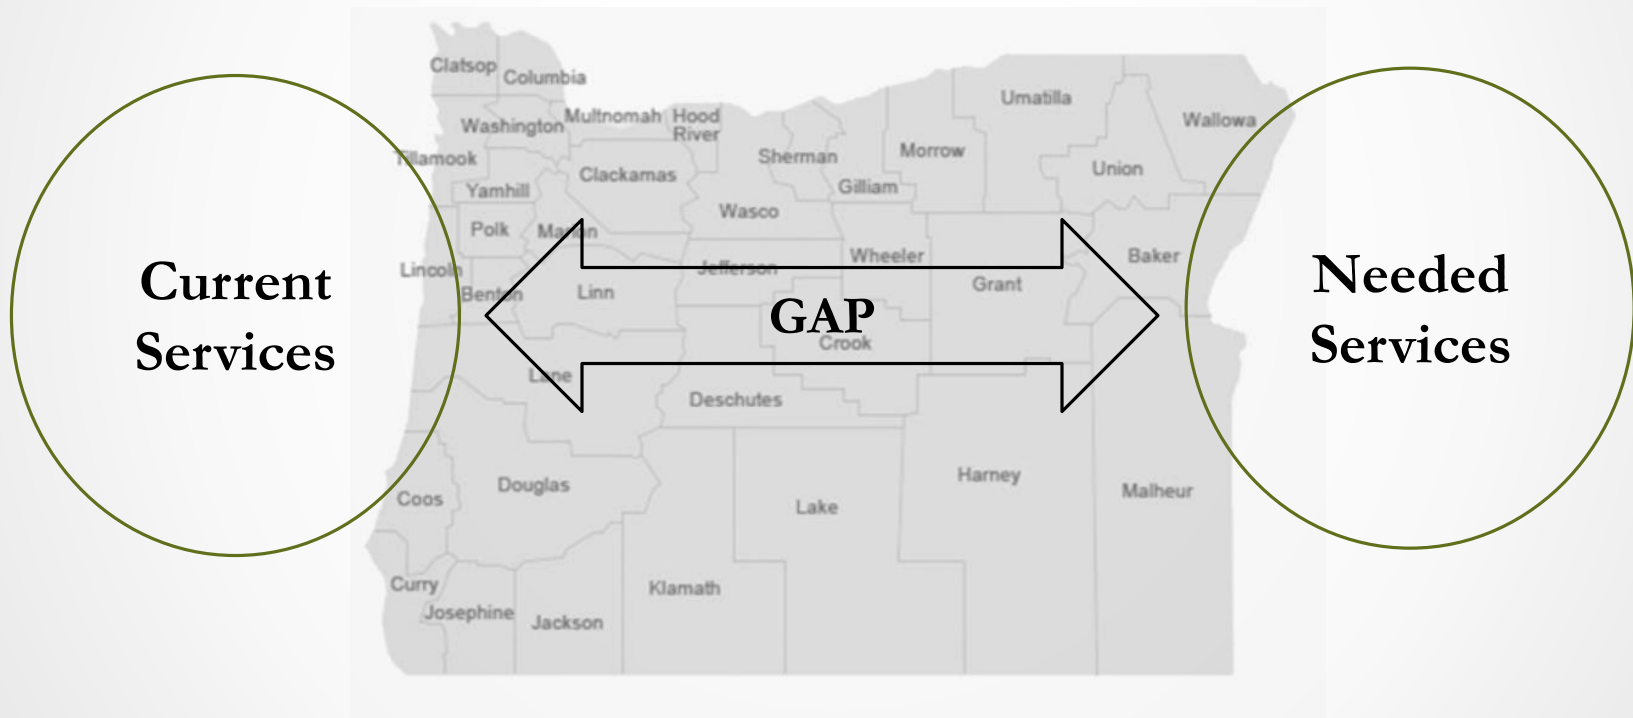 Clatsop
Columbia
Multnomah
Hood
River
Washington
Tillamook
Yamhill
Clackamas
Polk
Marion
Lincoln
Benton
Linn
Lane
Sherman
Gilliam
Morrow
Umatilla
Union
Wallowa
Wasco
Jefferson
Wheeler
Grant
Baker
Current
Services
GAP
Needed
Services
Crook
Deschutes
Coos
Douglas
Lake
Harney
Malheur
Curry
Josephine
Jackson
Klamath